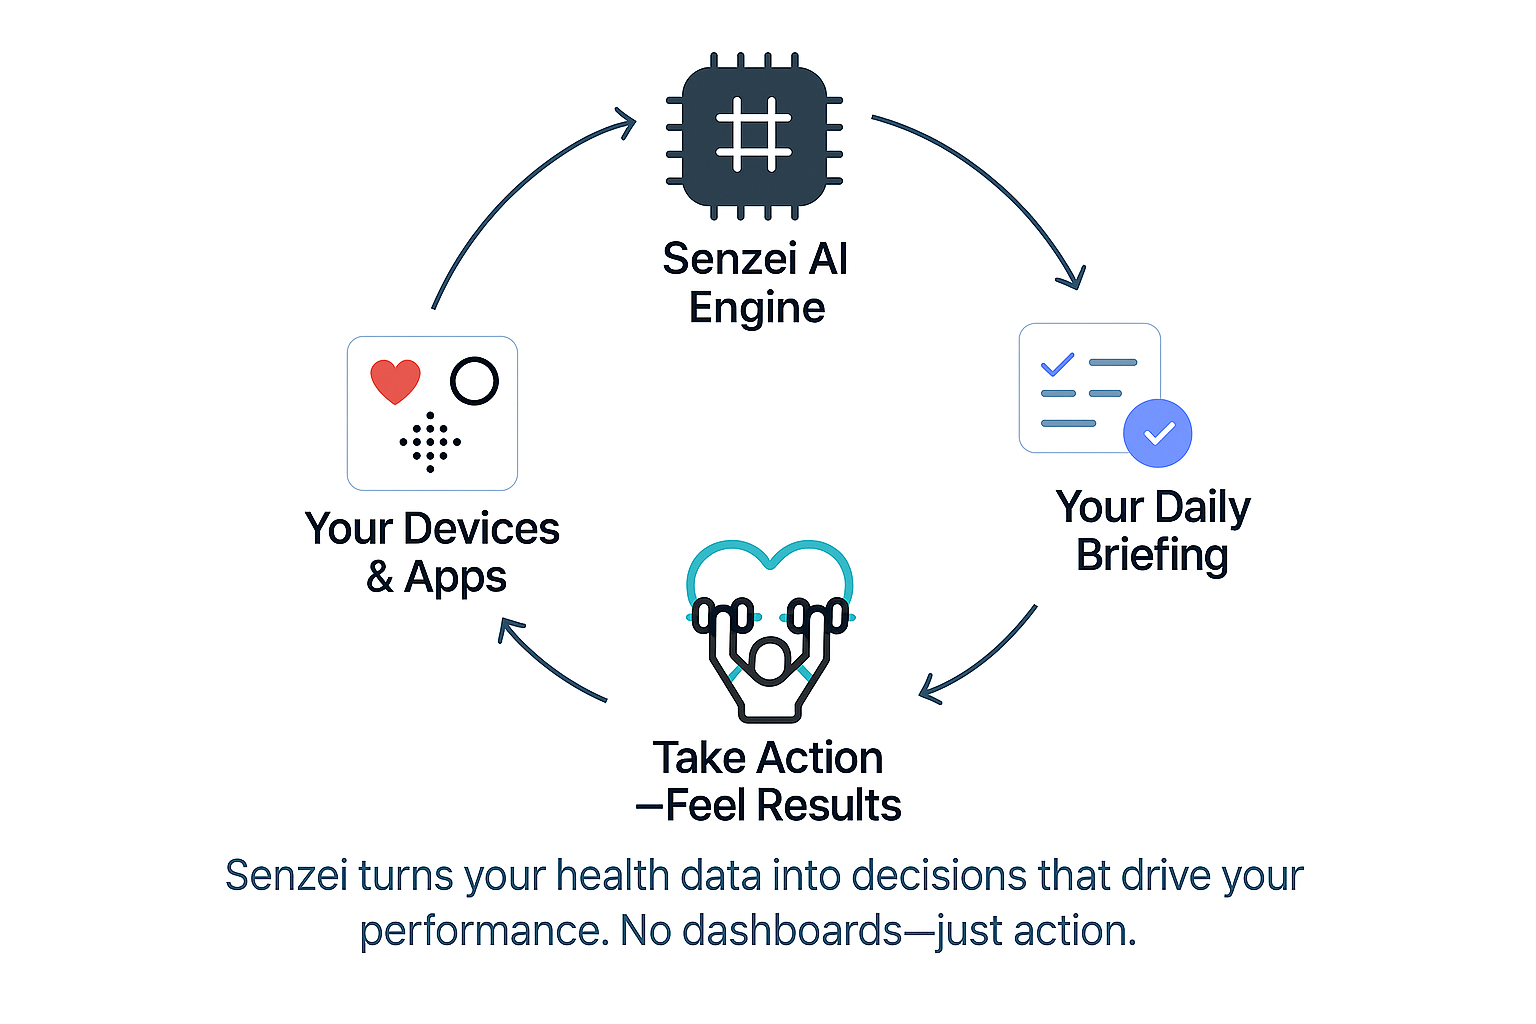 Senzei AI
Engine
Your Devices
& Apps
Your Daily
Briefing
Take Action
—Feel Results
Senzei turns your health data into decisions that drive your
performance. No dashboards—just action.